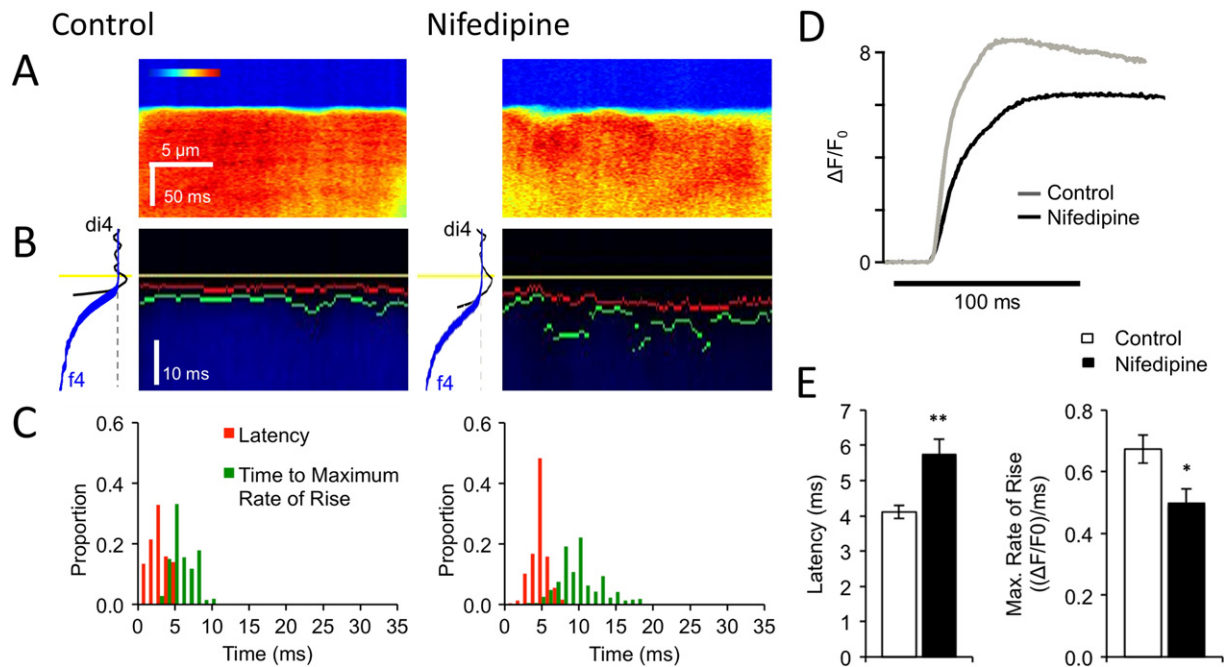 Control
Nifedipine
A
5 µm
50 ms
B
di4
f4
10 ms
di4
f4
C
Proportion
0.6
0.4
0.2
0.0
Latency
Time to Maximum
Rate of Rise
0 5 10 15 20 25 30 35
Time (ms)
Proportion
0.6
0.4
0.2
0.0
0 5 10 15 20 25 30 35
Time (ms)
D
ΔF/F0
8
0
Control
Nifedipine
100 ms
Control
Nifedipine
E
Latency (ms)
7
6
5
4
3
2
1
0
**
Max. Rate of Rise
((ΔF/F0)/ms)
0.8
0.6
0.4
0.2
0.0
*